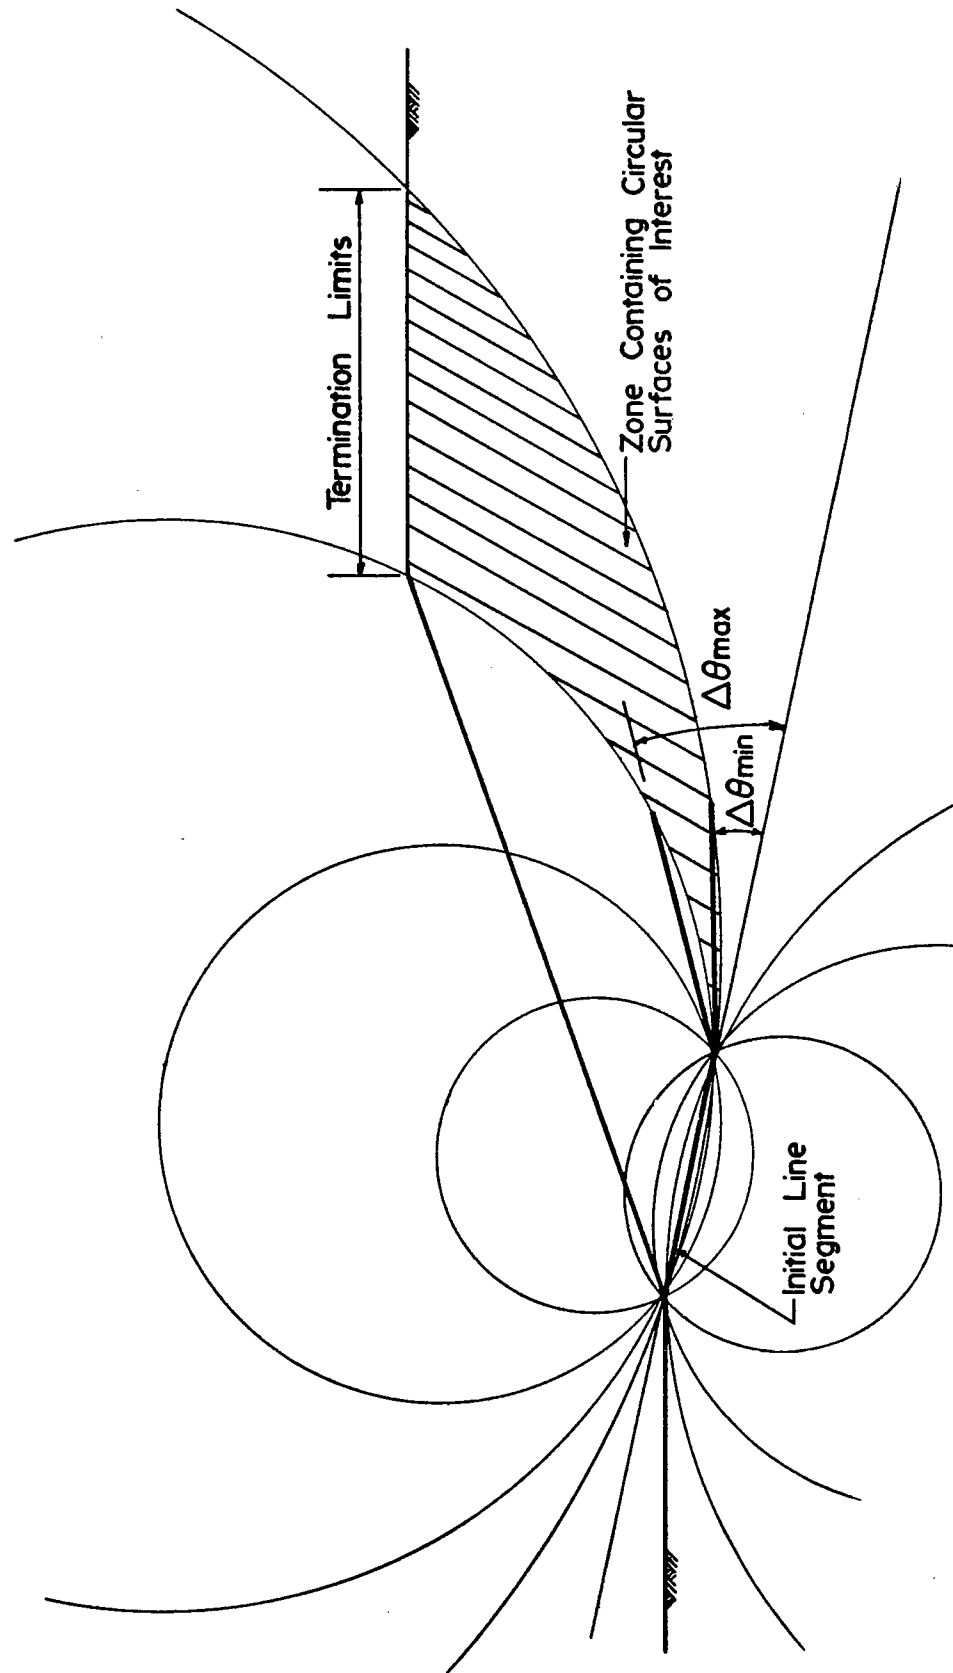 Termination Limits
Zone Containing Circular
Surfaces of Interest
Δθmax
Δθmin
Initial Line
Segment